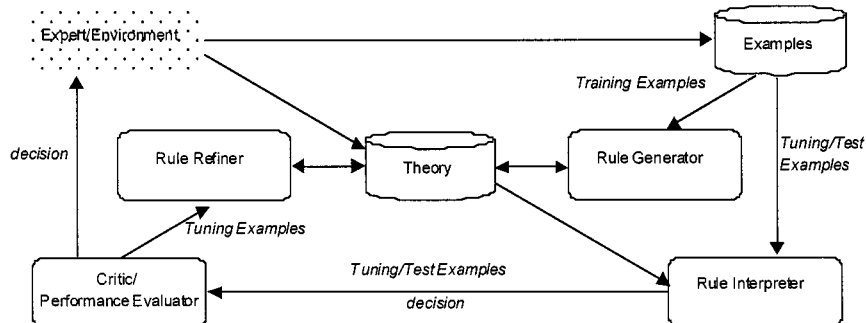 Expert/Environment
Examples
Training Examples
decision
Rule Refiner
Theory
Rule Generator
Tuning/Test
Examples
Tuning Examples
Critic/
Performance Evaluator
Tuning/Test Examples
decision
Rule Interpreter